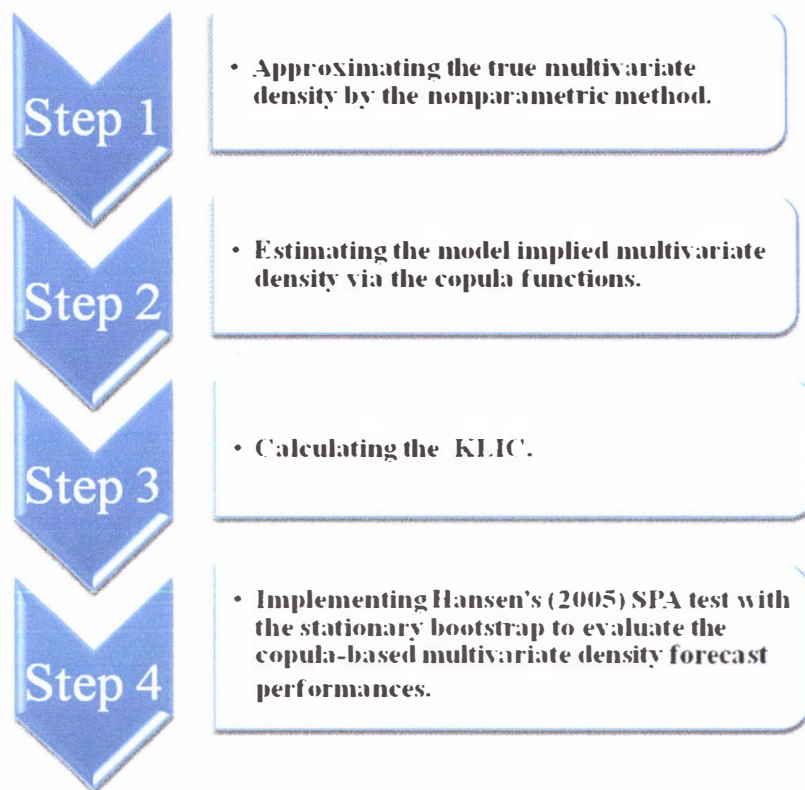 Step 1
• Approximating the true multivariate
density by the nonparametric method.
Step 2
• Estimating the model implied multivariate
density via the copula functions.
Step 3
• Calculating the KLIC.
Step 4
• Implementing Hansen's (2005) SPA test with
the stationary bootstrap to evaluate the
copula-based multivariate density forecast
performances.